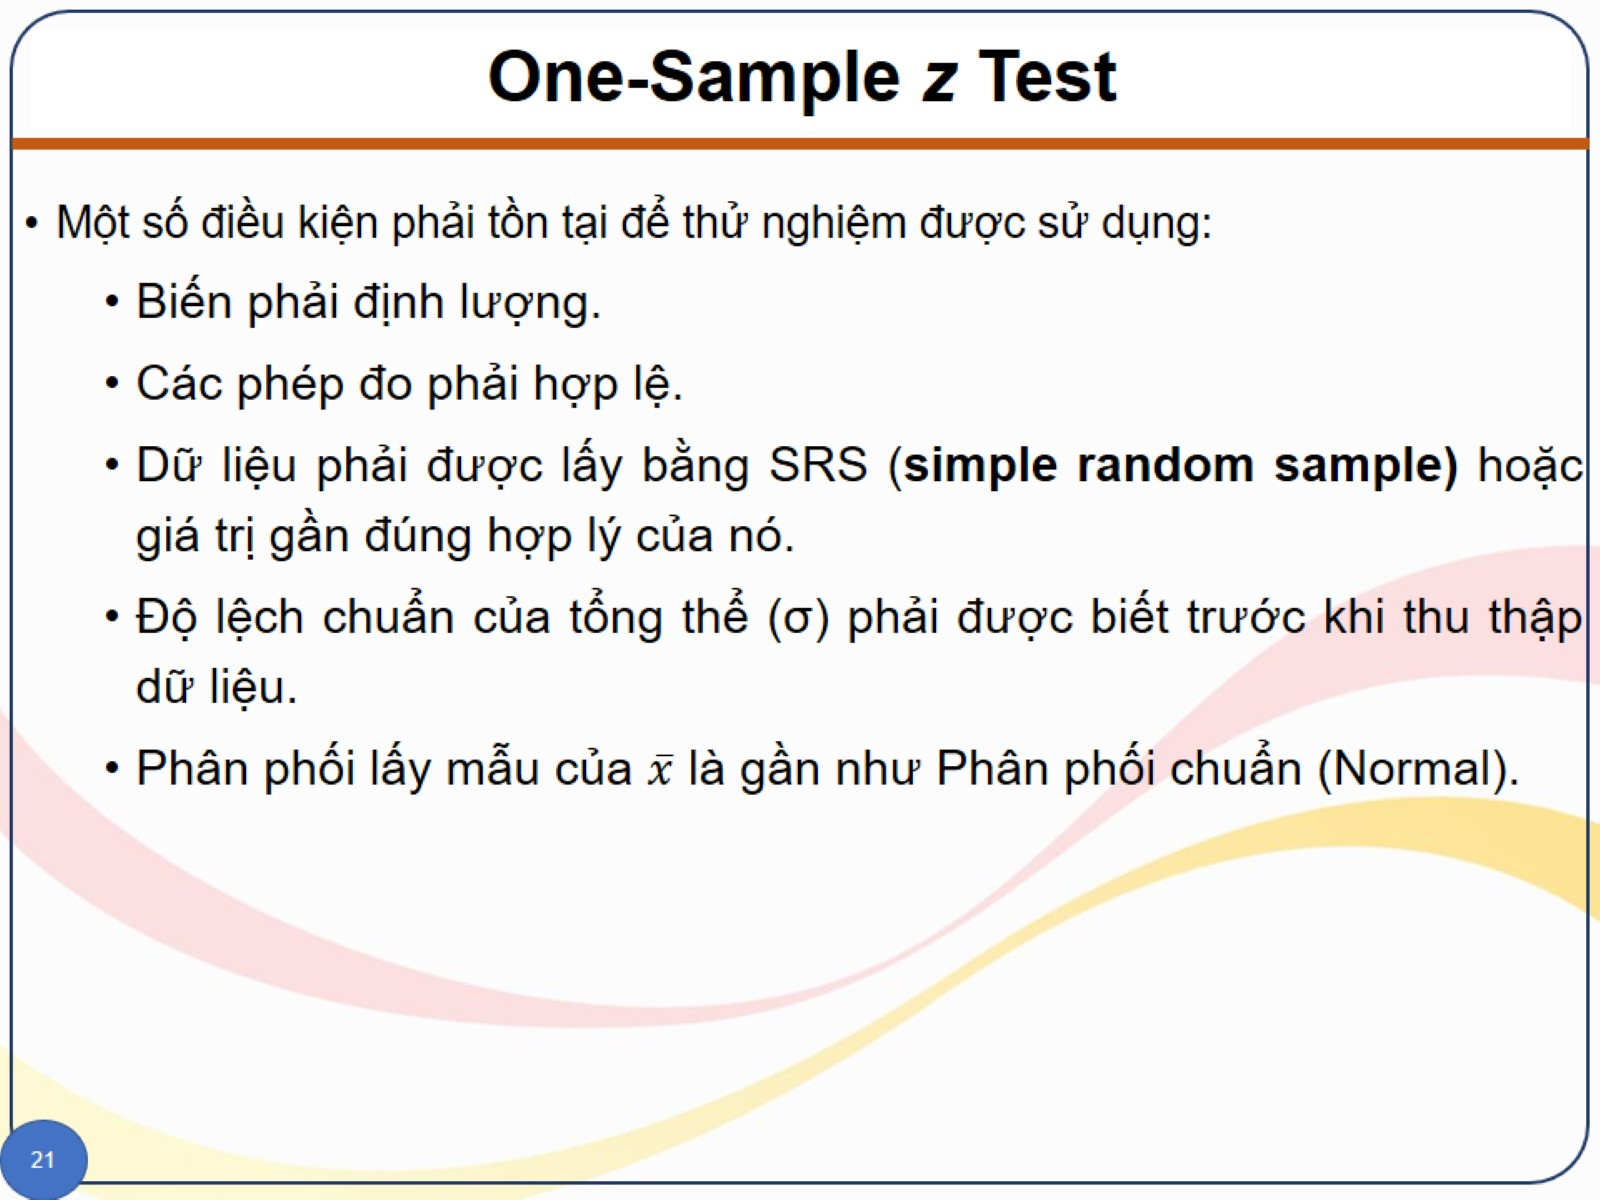 One-Sample z Test
• Một số điều kiện phải tồn tại để thử nghiệm được sử dụng:
• Biến phải định lượng.
• Các phép đo phải hợp lệ.
• Dữ liệu phải được lấy bằng SRS (simple random sample) hoặc
giá trị gần đúng hợp lý của nó.
• Độ lệch chuẩn của tổng thể (σ) phải được biết trước khi thu thập
dữ liệu.
• Phân phối lấy mẫu của x̄ là gần như Phân phối chuẩn (Normal).
21